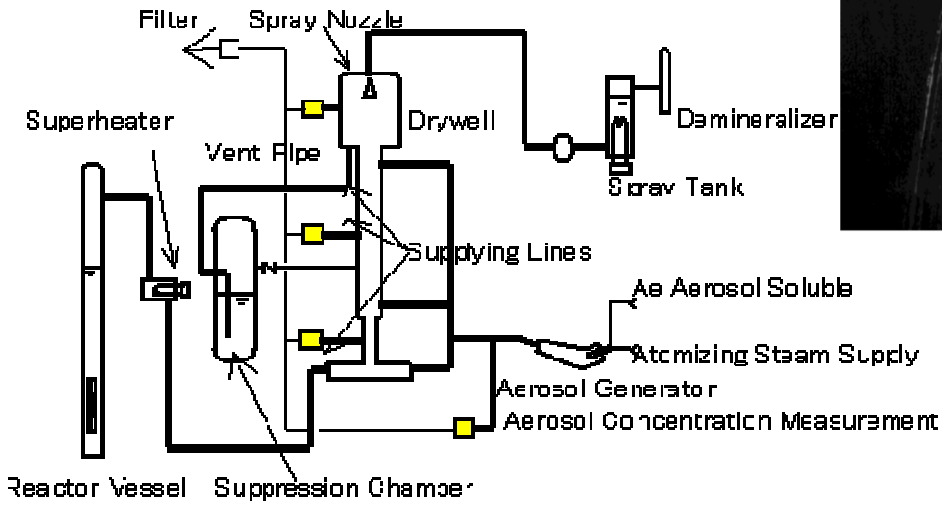 Filter
Spray Nozzle
Superheater
Drywell
Demineralizer
Vent Pipe
Spray Tank
Supplying Lines
Ae Aerosol Soluble
Atomizing Steam Supply
Aerosol Generator
Aerosol Concentration Measurement
Reactor Vessel
Suppression Chamber